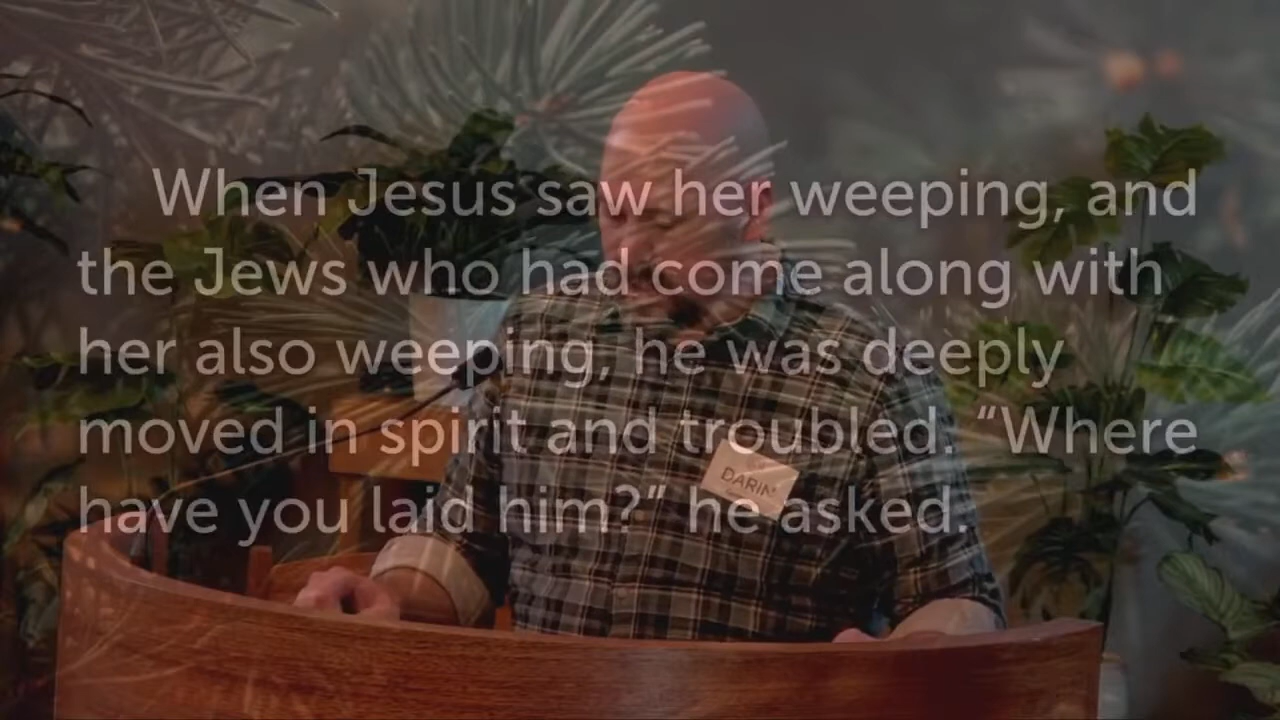 When Jesus saw her weeping, and
the Jews who had come along with
her also weeping, he was deeply
moved in spirit and troubled. “Where
have you laid him?” he asked.
DARIN